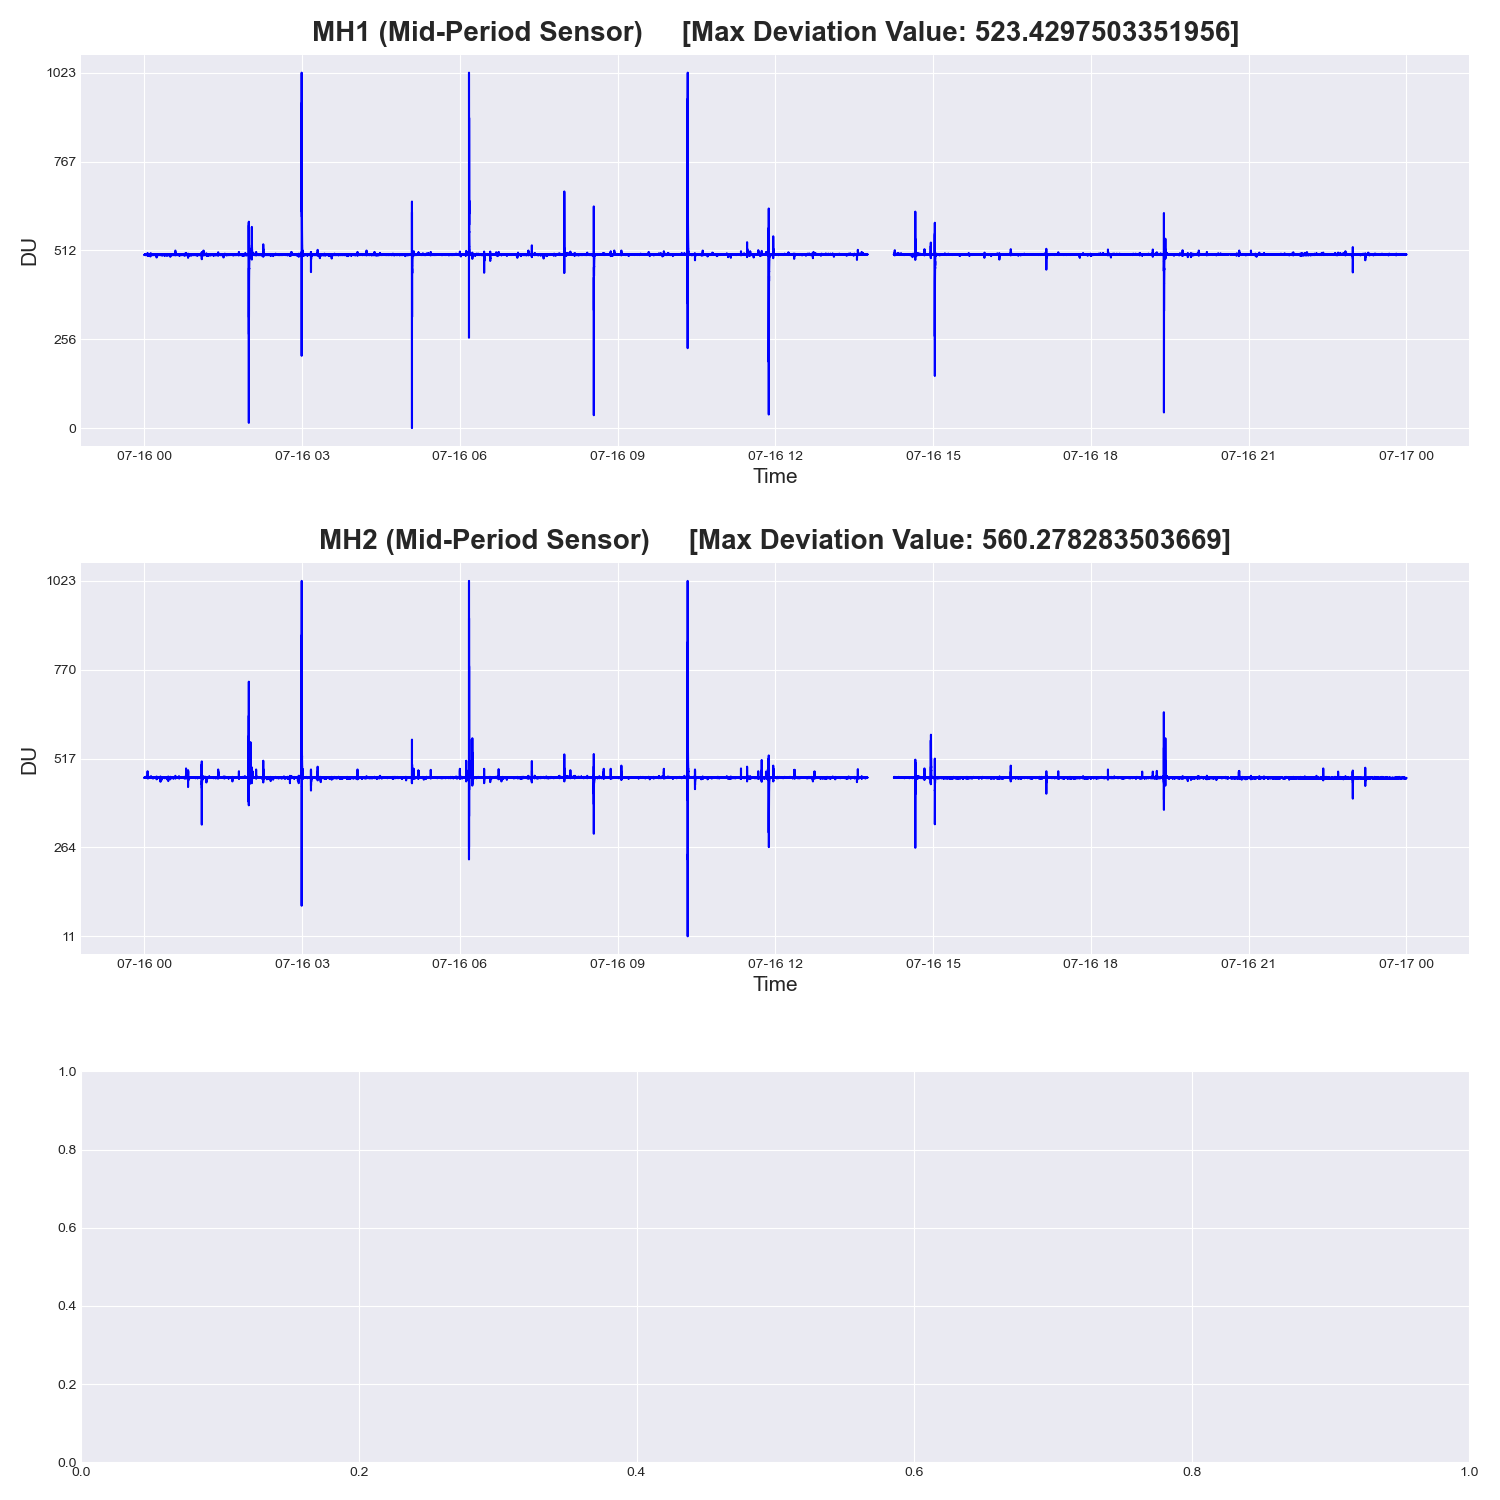 MH1 (Mid-Period Sensor) [Max Deviation Value: 523.4297503351956]
1023
767
512
256
0
DU
07-16 00 07-16 03 07-16 06 07-16 09 07-16 12 07-16 15 07-16 18 07-16 21 07-17 00
Time
MH2 (Mid-Period Sensor) [Max Deviation Value: 560.278283503669]
1023
770
517
264
11
DU
07-16 00 07-16 03 07-16 06 07-16 09 07-16 12 07-16 15 07-16 18 07-16 21 07-17 00
Time
1.0
0.8
0.6
0.4
0.2
0.0
0.0 0.2 0.4 0.6 0.8 1.0